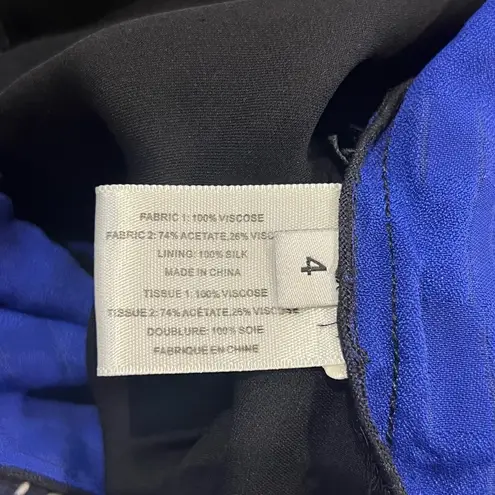 FABRIC 1: 100% VISCOSE
FABRIC 2: 74% ACETATE, 26% VISC
LINING: 100% SILK
MADE IN CHINA
TISSUE 1: 100% VISCOSE
TISSUE 2: 74% ACÉTATE, 26% VISCOSE
DOUBLURE: 100% SOIE
FABRIQUE EN CHINE
4